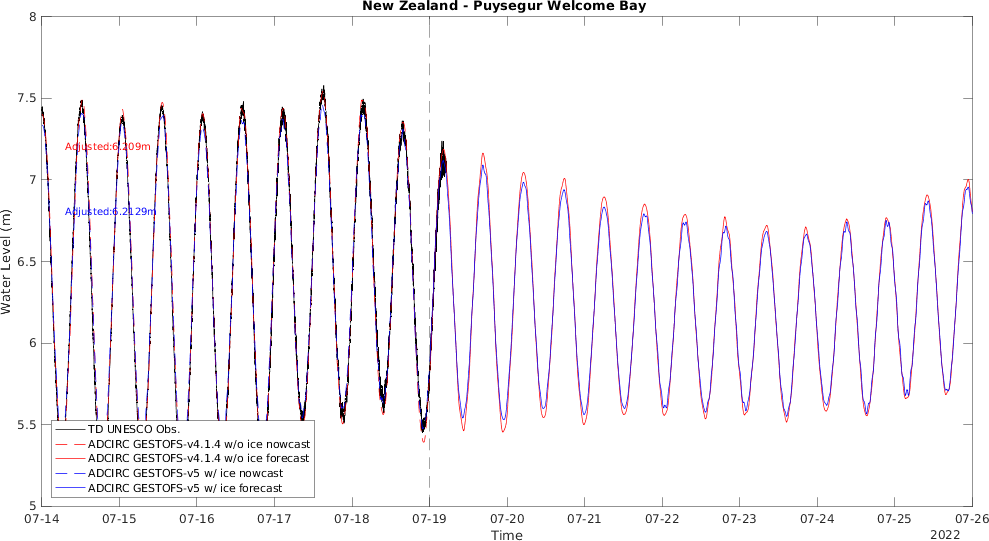 New Zealand - Puysegur Welcome Bay
8
7.5
7
6.5
6
5.5
5
Water Level (m)
Adjusted:6.209m
Adjusted:6.2129m
TD UNESCO Obs.
ADCIRC GESTOFS-v4.1.4 w/o ice nowcast
ADCIRC GESTOFS-v4.1.4 w/o ice forecast
ADCIRC GESTOFS-v5 w/ ice nowcast
ADCIRC GESTOFS-v5 w/ ice forecast
07-14 07-15 07-16 07-17 07-18 07-19 07-20 07-21 07-22 07-23 07-24 07-25 07-26
Time
2022